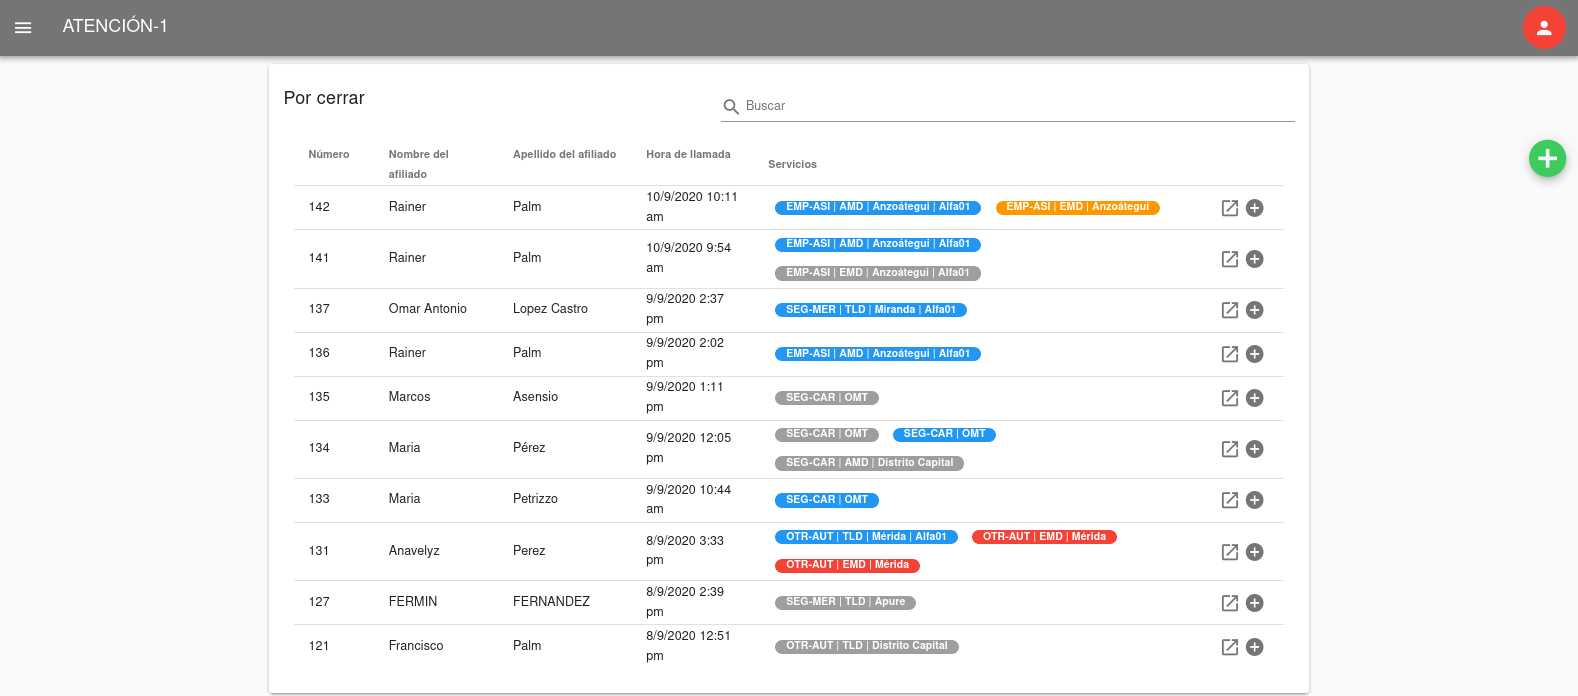 ATENCIÓN-1
Por cerrar
Buscar
Número Nombre del afiliado Apellido del afiliado Hora de llamada Servicios
142 Rainer Palm 10/9/2020 10:11 am EMP-ASI | AMD | Anzoátegui | Alfa01 EMP-ASI | EMD | Anzoátegui
141 Rainer Palm 10/9/2020 9:54 am EMP-ASI | AMD | Anzoátegui | Alfa01
EMP-ASI | EMD | Anzoátegui | Alfa01
137 Omar Antonio Lopez Castro 9/9/2020 2:37 pm SEG-MER | TLD | Miranda | Alfa01
136 Rainer Palm 9/9/2020 2:02 pm EMP-ASI | AMD | Anzoátegui | Alfa01
135 Marcos Asensio 9/9/2020 1:11 pm SEG-CAR | OMT
134 Maria Pérez 9/9/2020 12:05 pm SEG-CAR | OMT SEG-CAR | OMT
SEG-CAR | AMD | Distrito Capital
133 Maria Petrizzo 9/9/2020 10:44 am SEG-CAR | OMT
131 Anavelyz Perez 8/9/2020 3:33 pm OTR-AUT | TLD | Mérida | Alfa01 OTR-AUT | EMD | Mérida
OTR-AUT | EMD | Mérida
127 FERMIN FERNANDEZ 8/9/2020 2:39 pm SEG-MER | TLD | Apure
121 Francisco Palm 8/9/2020 12:51 pm OTR-AUT | TLD | Distrito Capital